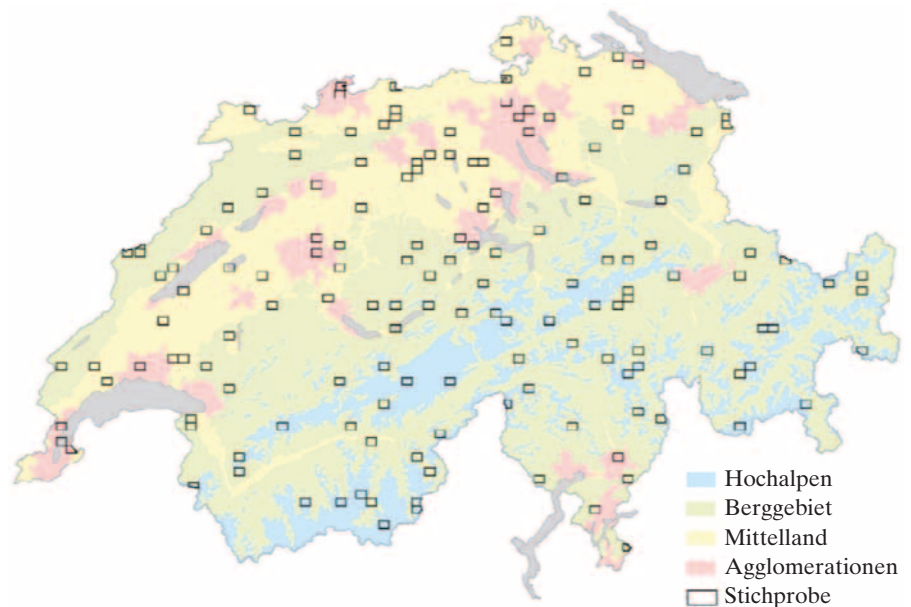 Hochalpen
Berggebiet
Mittelland
Agglomerationen
Stichprobe